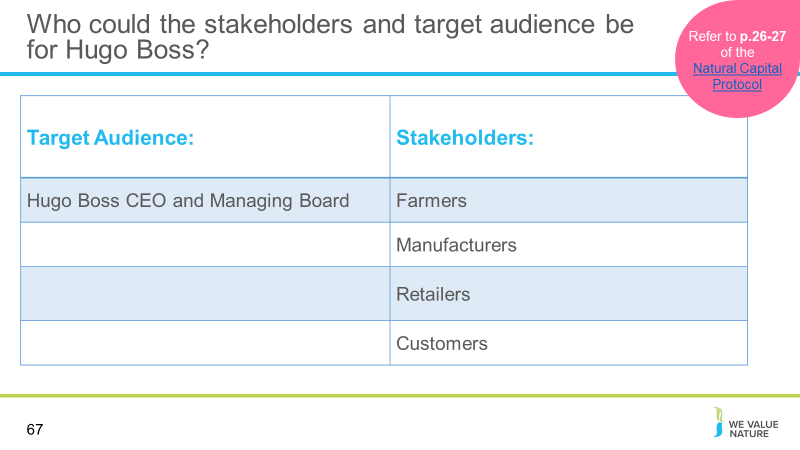 Who could the stakeholders and target audience be
for Hugo Boss?
Refer to p.26-27
of the
Natural Capital
Protocol
Target Audience:
Stakeholders:
Hugo Boss CEO and Managing Board
Farmers
Manufacturers
Retailers
Customers
67
WE VALUE
NATURE